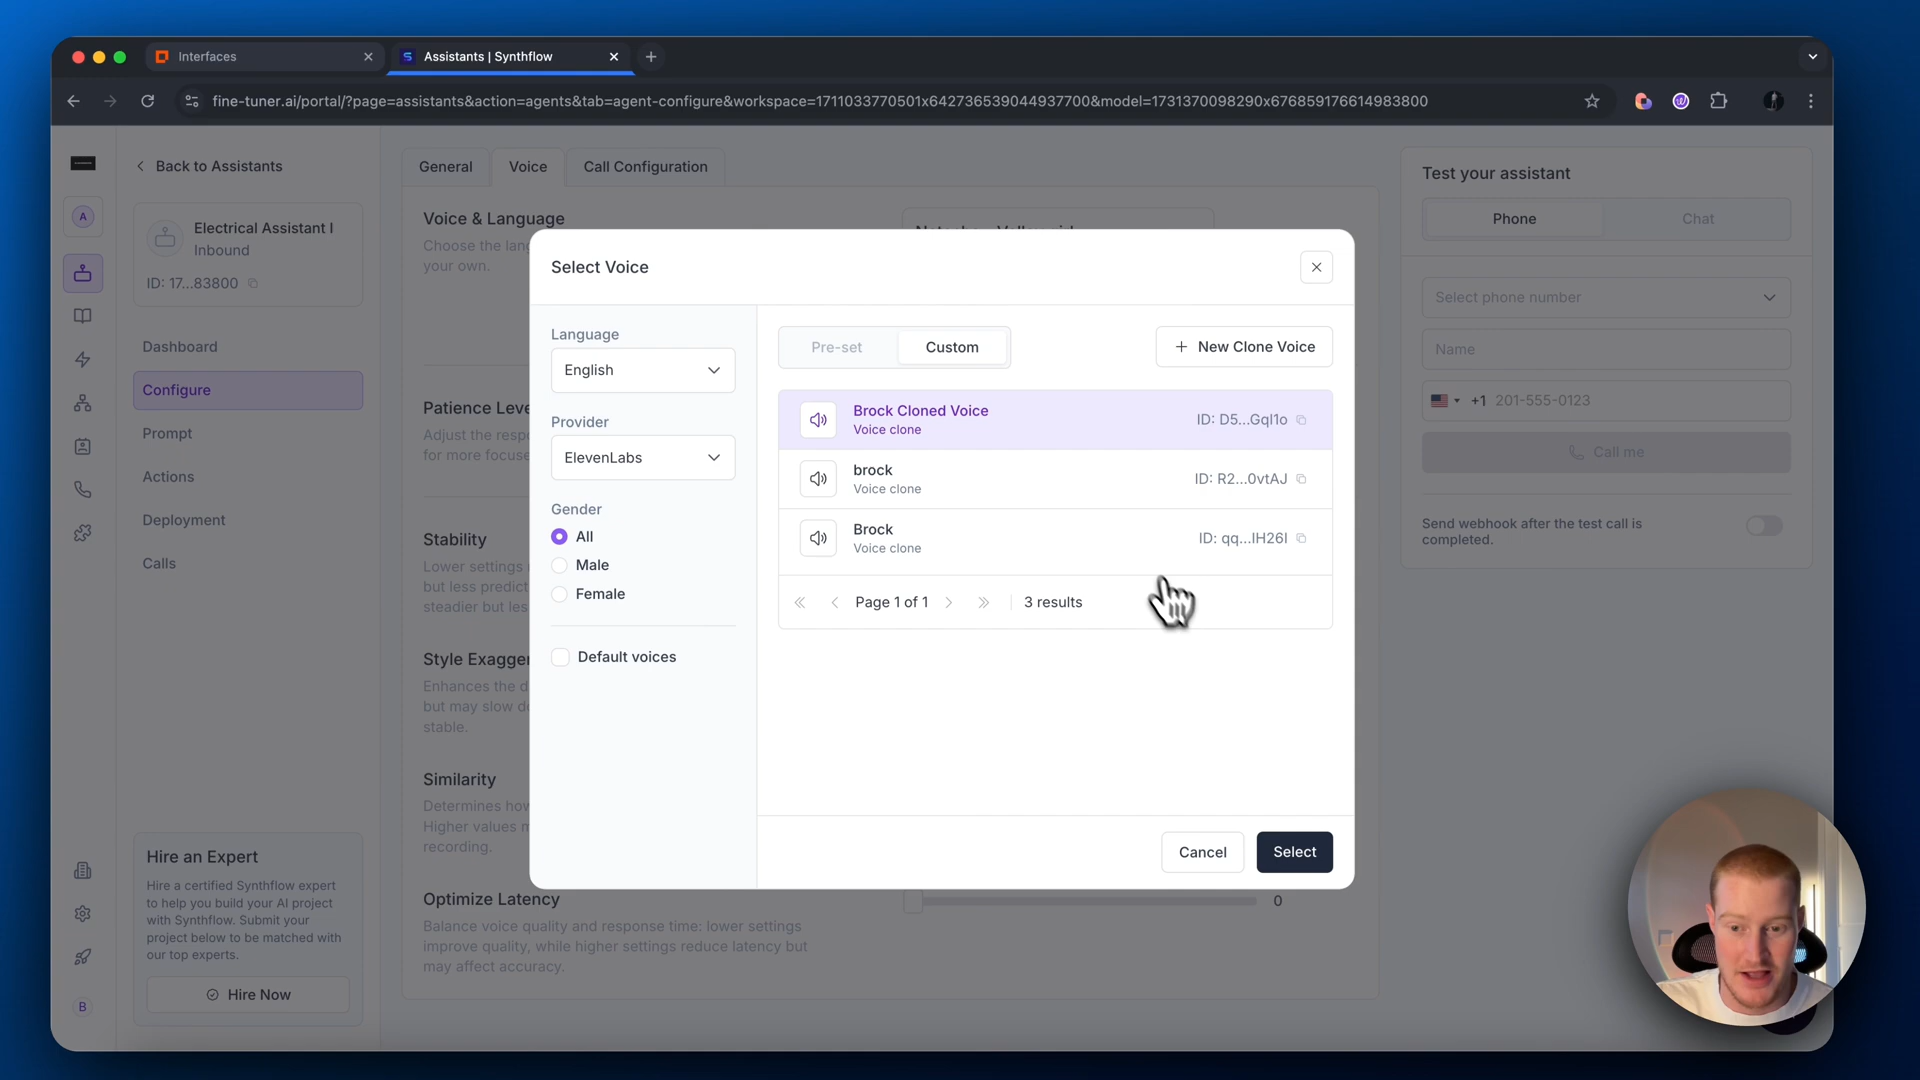 Interfaces
Assistants | Synthflow
fine-tuner.ai/portal/?page=assistants&action=agents&tab=agent-configure&workspace=1711033770501x642736539044937700&model=1731370098290x676859176614983800
A
Back to Assistants
Electrical Assistant I
Inbound
ID: 17...83800
Dashboard
Configure
Prompt
Actions
Deployment
Calls
Hire an Expert
Hire a certified Synthflow expert
to help you build your AI project
with Synthflow. Submit your
project below to be matched with
our top experts.
Hire Now
B
General
Voice
Call Configuration
Voice & Language
Choose the lang
your own.
Patience Leve
Adjust the resp
for more focuse
Stability
Lower settings
but less predict
steadier but les
Style Exagger
Enhances the d
but may slow d
stable.
Similarity
Determines how
Higher values m
recording.
Optimize Latency
Balance voice quality and response time: lower settings
improve quality, while higher settings reduce latency but
may affect accuracy.
0
Select Voice
Language
English
Provider
ElevenLabs
Gender
All
Male
Female
Default voices
Pre-set
Custom
New Clone Voice
Brock Cloned Voice
Voice clone
ID: D5...Gql1o
brock
Voice clone
ID: R2...0vtAJ
Brock
Voice clone
ID: qq...IH26I
Page 1 of 1
3 results
Cancel
Select
Test your assistant
Phone
Chat
Select phone number
Name
+1 201-555-0123
Call me
Send webhook after the test call is
completed.